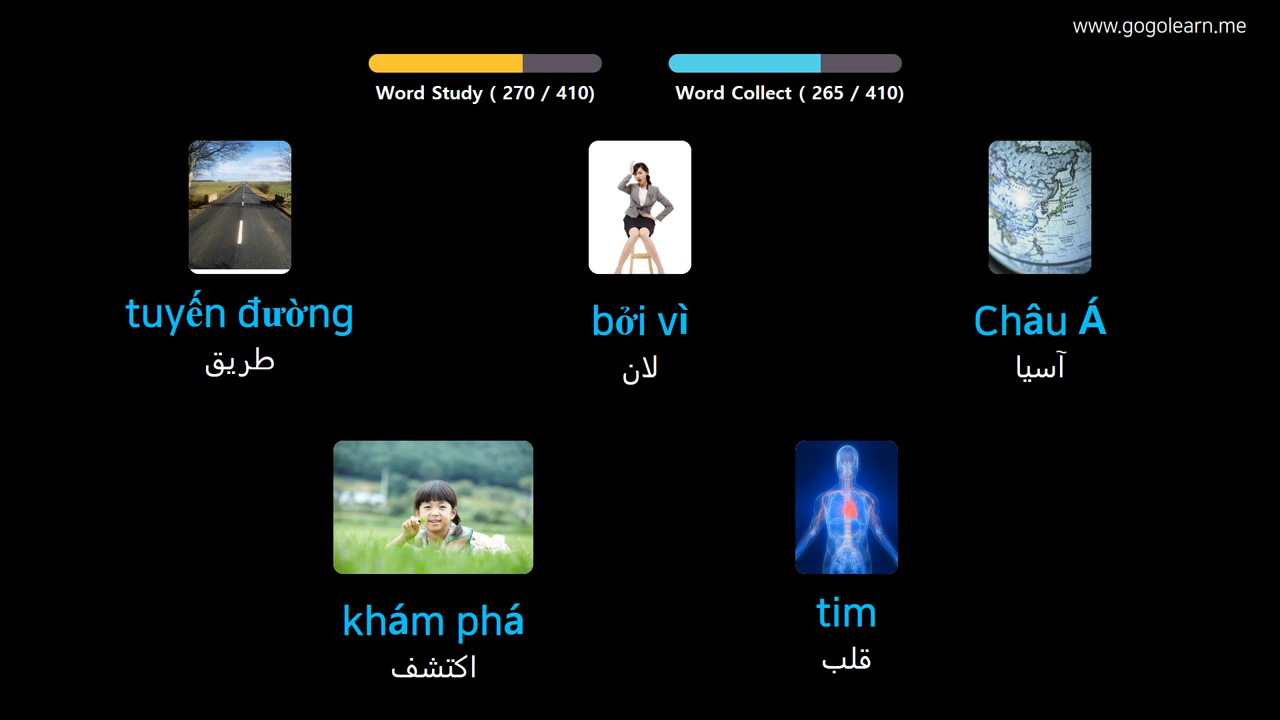 www.gogolearn.me
Word Study ( 270 / 410)
Word Collect ( 265 / 410)
tuyến đường
طريق
bởi vì
لان
Châu Á
آسيا
khám phá
اكتشف
tim
قلب